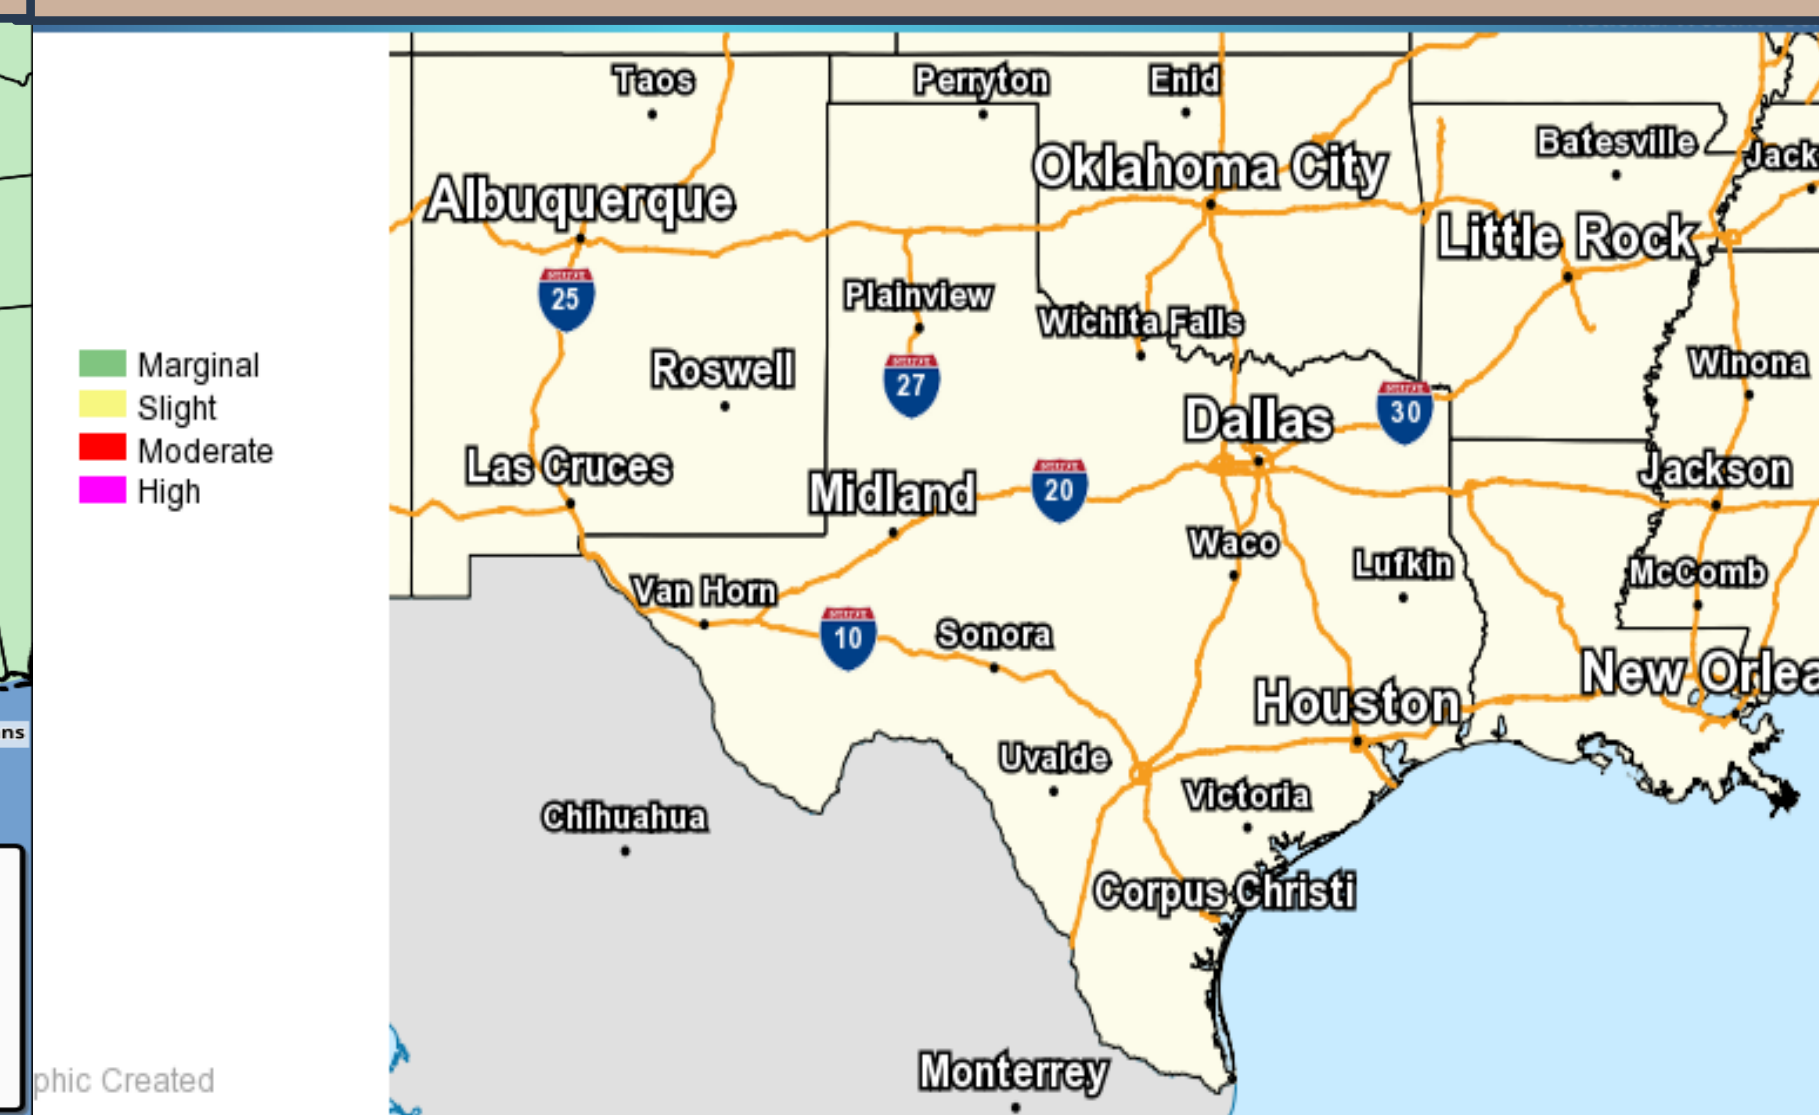 Taos
Perryton
Enid
Batesville
Jack
Oklahoma City
Albuquerque
Little Rock
25
Plainview
Wichita Falls
Winona
Marginal
Roswell
27
30
Slight
Dallas
Moderate
Las Cruces
Jackson
High
Midland
20
Waco
Lufkin
McComb
Van Horn
10
Sonora
New Orlea
Houston
ns
Uvalde
Victoria
Chihuahua
Corpus Christi
Monterrey
phic Created